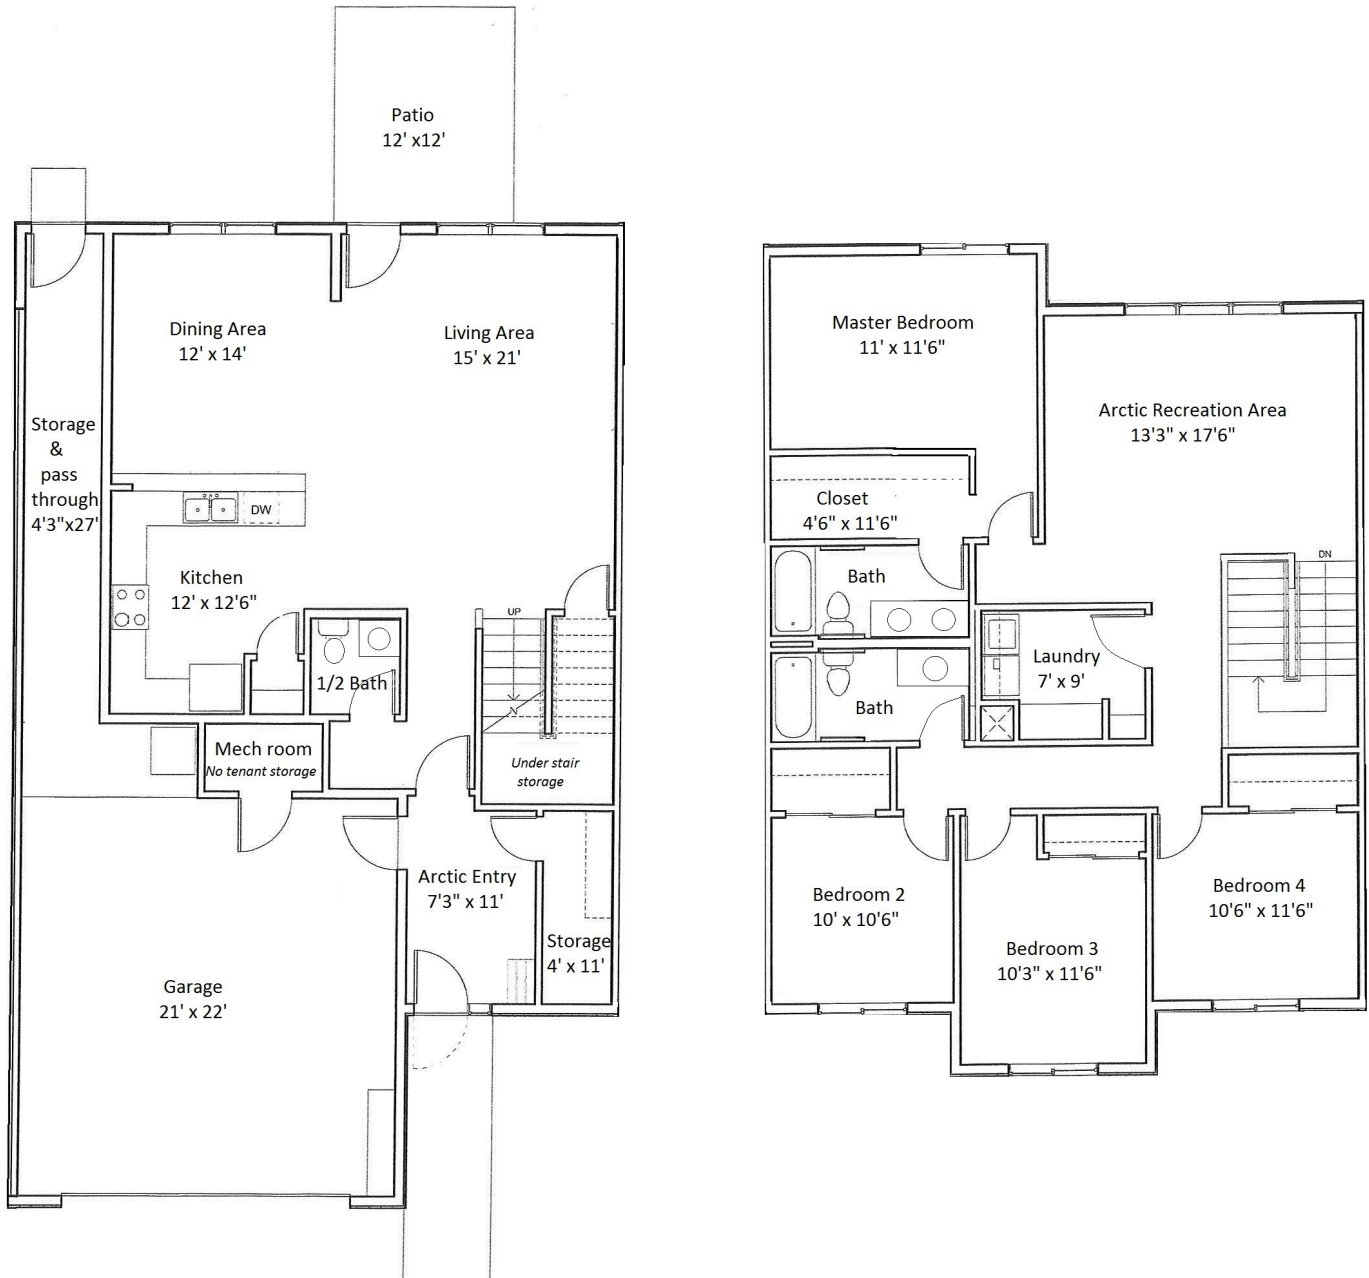 Patio
12' x12'
Dining Area
12' x 14'
Living Area
15' x 21'
Storage
&
pass
through
4'3"x27'
DW
Kitchen
12' x 12'6"
UP
1/2 Bath
N
Mech room
No tenant storage
Under stair
storage
Arctic Entry
7'3" x 11'
Storage
4' x 11'
Garage
21' x 22'
Master Bedroom
11' x 11'6"
Arctic Recreation Area
13'3" x 17'6"
Closet
4'6" x 11'6"
DN
Bath
Laundry
7' x 9'
Bath
Bedroom 2
10' x 10'6"
Bedroom 3
10'3" x 11'6"
Bedroom 4
10'6" x 11'6"